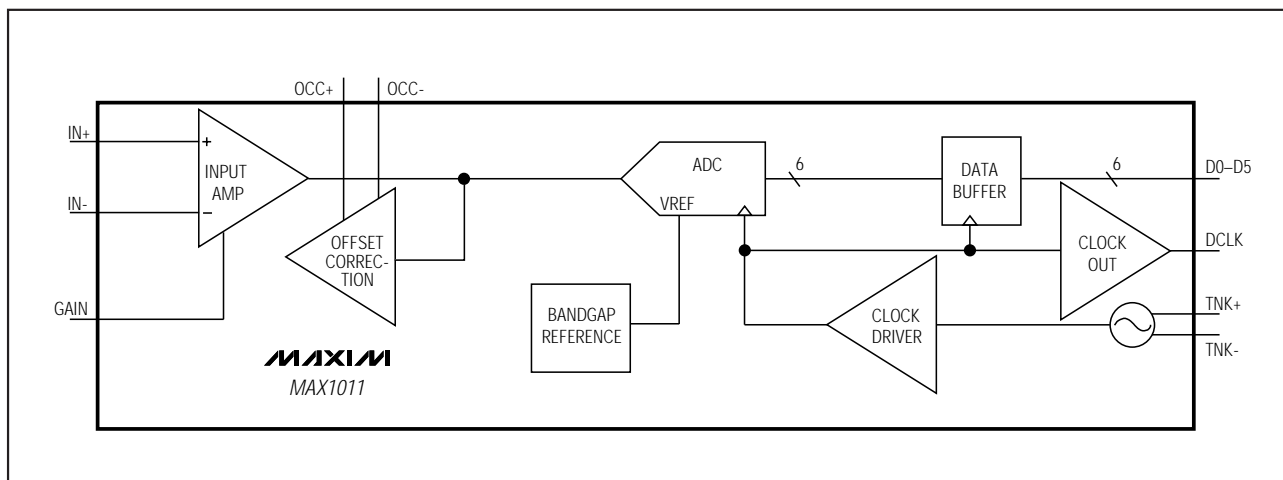 OCC+
OCC-
IN+
+
INPUT
AMP
IN-
−
GAIN
OFFSET
CORREC-
TION
ADC
VREF
6
DATA
BUFFER
6
D0–D5
CLOCK
OUT
DCLK
BANDGAP
REFERENCE
CLOCK
DRIVER
TNK+
TNK-
MAXIM
MAX1011